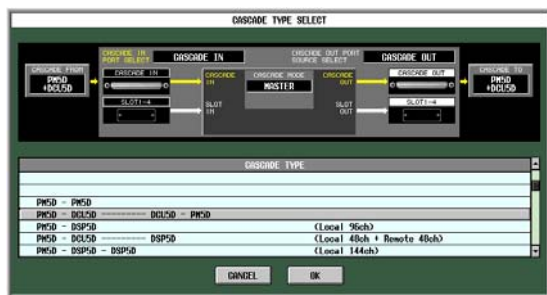 CASCADE TYPE SELECT
CASCADE IN PORT SELECT
CASCADE IN
CASCADE OUT PORT SOURCE SELECT
CASCADE OUT
CASCADE FROM
PM5D
+DCU5D
CASCADE IN
CASCADE IN
CASCADE MODE
MASTER
CASCADE OUT
CASCADE OUT
CASCADE TO
PM5D
+DCU5D
SLOT1-4
SLOT IN
SLOT OUT
SLOT1-4
CASCADE TYPE
PM5D - PM5D
PM5D - DCU5D --------- DCU5D - PM5D
PM5D - DSP5D (Local 96ch)
PM5D - DCU5D --------- DSP5D (Local 48ch + Remote 48ch)
PM5D - DSP5D - DSP5D (Local 144ch)
CANCEL OK